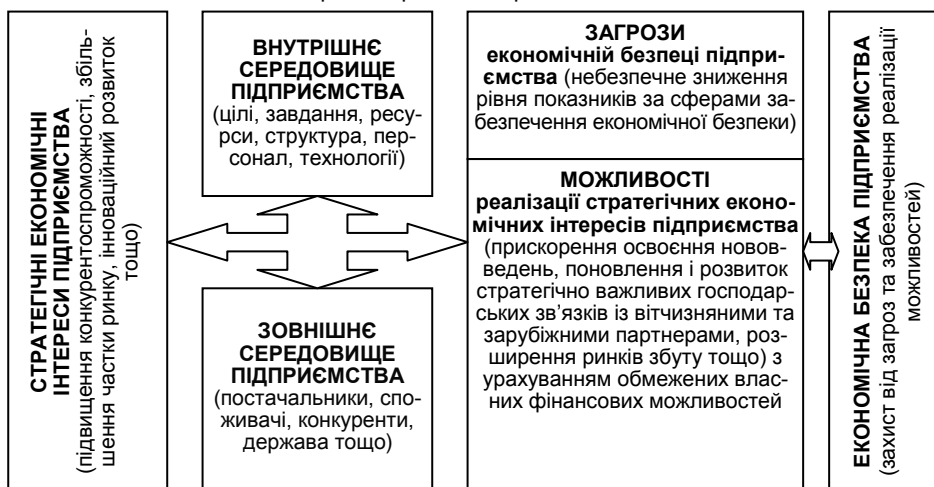 СТРАТЕГІЧНІ ЕКОНОМІЧНІ
ІНТЕРЕСИ ПІДПРИЄМСТВА
(підвищення конкурентоспроможності, збіль-
шення частки ринку, інноваційний розвиток
тощо)
ВНУТРІШНЄ
СЕРЕДОВИЩЕ
ПІДПРИЄМСТВА
(цілі, завдання, ресу-
рси, структура, пер-
сонал, технології)
ЗОВНІШНЄ
СЕРЕДОВИЩЕ
ПІДПРИЄМСТВА
(постачальники, спо-
живачі, конкуренти,
держава тощо)
ЗАГРОЗИ
економічній безпеці підпри-
ємства (небезпечне зниження
рівня показників за сферами за-
безпечення економічної безпеки)
МОЖЛИВОСТІ
реалізації стратегічних еконо-
мічних інтересів підприємства
(прискорення освоєння новов-
ведень, поновлення і розвиток
стратегічно важливих господар-
ських зв’язків із вітчизняними та
зарубіжними партнерами, роз-
ширення ринків збуту тощо) з
урахуванням обмежених влас-
них фінансових можливостей
ЕКОНОМІЧНА БЕЗПЕКА ПІДПРИЄМСТВА
(захист від загроз та забезпечення реалізації
можливостей)